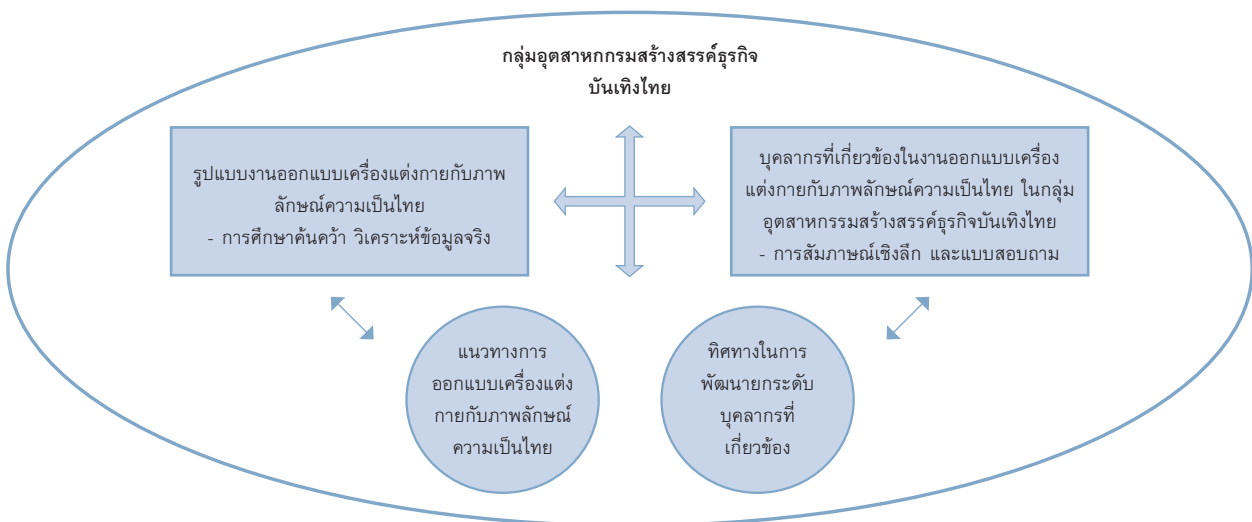 กลุ่มอุตสาหกกรมสร้างสรรค์ธุรกิจ
บันเทิงไทย
รูปแบบงานออกแบบเครื่องแต่งกายกับภาพ
ลักษณ์ความเป็นไทย
- การศึกษาค้นคว้า วิเคราะห์ข้อมูลจริง
บุคลากรที่เกี่ยวข้องในงานออกแบบเครื่อง
แต่งกายกับภาพลักษณ์ความเป็นไทย ในกลุ่ม
อุตสาหกรรมสร้างสรรค์ธุรกิจบันเทิงไทย
- การสัมภาษณ์เชิงลึก และแบบสอบถาม
แนวทางการ
ออกแบบเครื่องแต่ง
กายกับภาพลักษณ์
ความเป็นไทย
ทิศทางในการ
พัฒนายกระดับ
บุคลากรที่
เกี่ยวข้อง